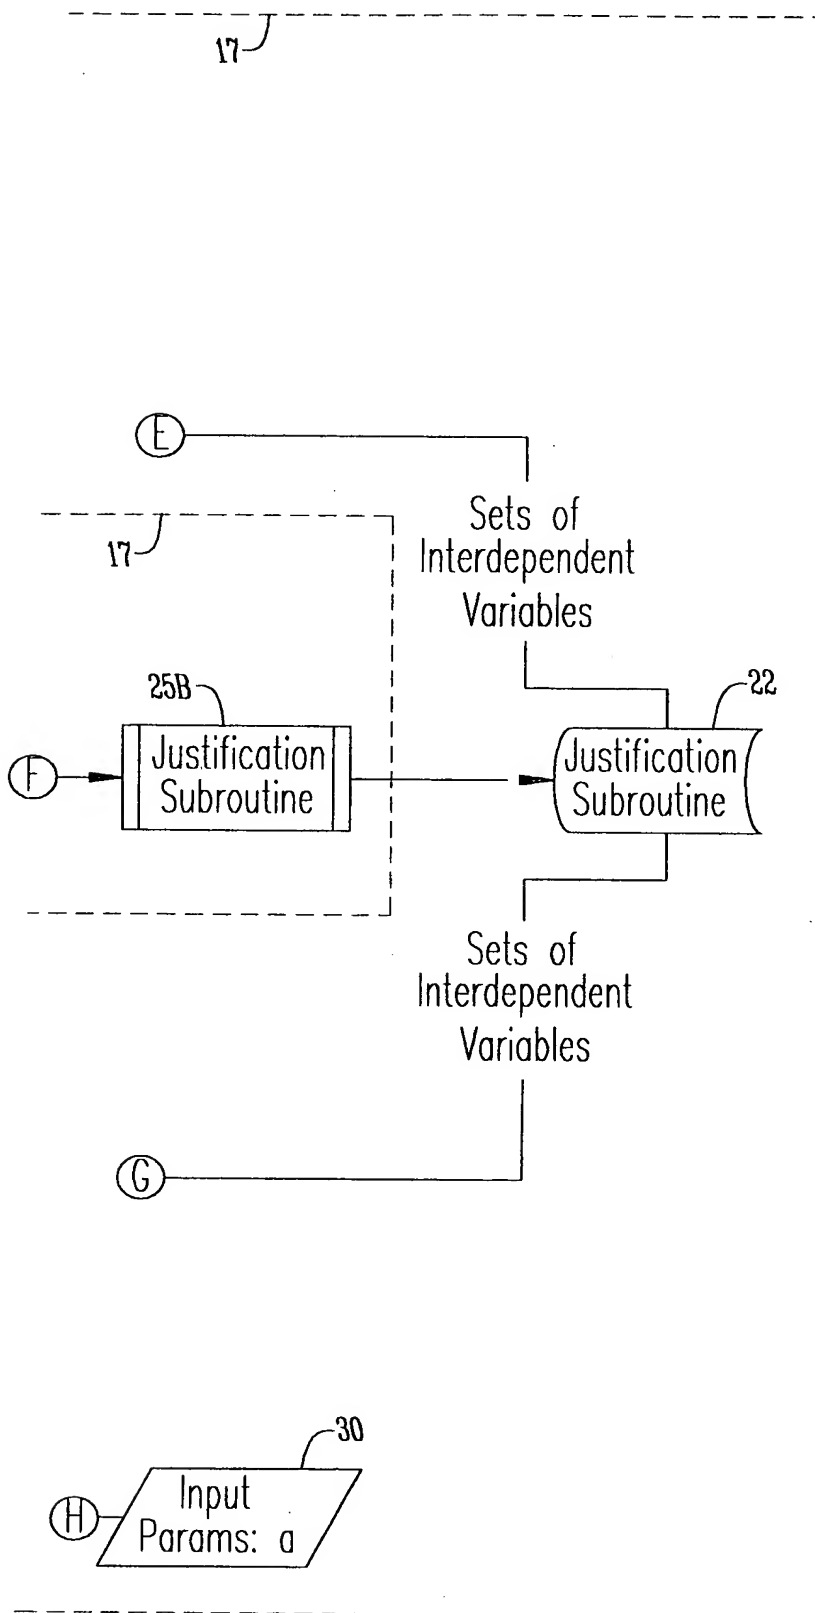 17
E
Sets of
Interdependent
Variables
17
25B
22
F
Justification
Subroutine
Justification
Subroutine
Sets of
Interdependent
Variables
G
30
H
Input
Params: a